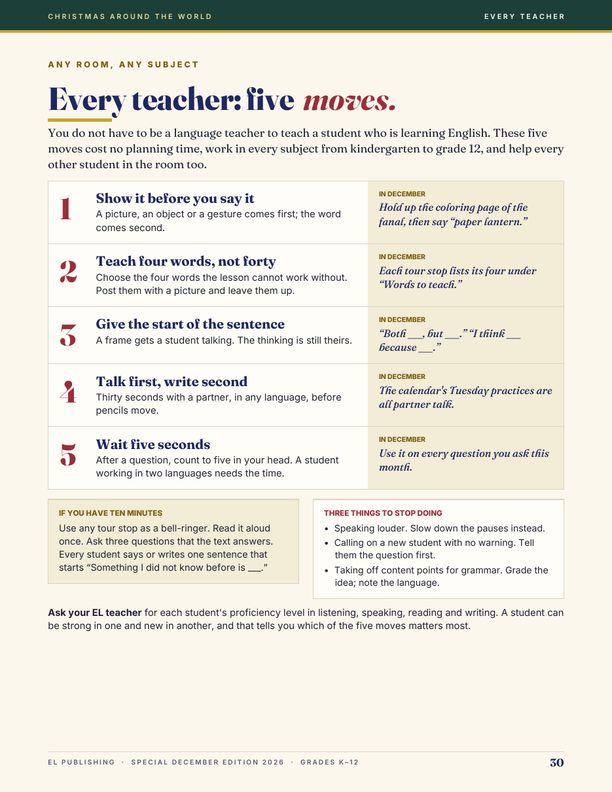 CHRISTMAS AROUND THE WORLD
EVERY TEACHER
ANY ROOM, ANY SUBJECT
Every teacher: five moves.
You do not have to be a language teacher to teach a student who is learning English. These five
moves cost no planning time, work in every subject from kindergarten to grade 12, and help every
other student in the room too.
1
Show it before you say it
A picture, an object or a gesture comes first; the word
comes second.
IN DECEMBER
Hold up the coloring page of the
fanal, then say “paper lantern.”
2
Teach four words, not forty
Choose the four words the lesson cannot work without.
Post them with a picture and leave them up.
IN DECEMBER
Each tour stop lists its four under
“Words to teach.”
3
Give the start of the sentence
A frame gets a student talking. The thinking is still theirs.
IN DECEMBER
“Both ___, but ___.” “I think ___
because ___.”
4
Talk first, write second
Thirty seconds with a partner, in any language, before
pencils move.
IN DECEMBER
The calendar's Tuesday practices are
all partner talk.
5
Wait five seconds
After a question, count to five in your head. A student
working in two languages needs the time.
IN DECEMBER
Use it on every question you ask this
month.
IF YOU HAVE TEN MINUTES
Use any tour stop as a bell-ringer. Read it aloud
once. Ask three questions that the text answers.
Every student says or writes one sentence that
starts “Something I did not know before is ___.”
THREE THINGS TO STOP DOING
• Speaking louder. Slow down the pauses instead.
• Calling on a new student with no warning. Tell
them the question first.
• Taking off content points for grammar. Grade the
idea; note the language.
Ask your EL teacher for each student's proficiency level in listening, speaking, reading and writing. A student can
be strong in one and new in another, and that tells you which of the five moves matters most.
EL PUBLISHING · SPECIAL DECEMBER EDITION 2026 · GRADES K–12
30